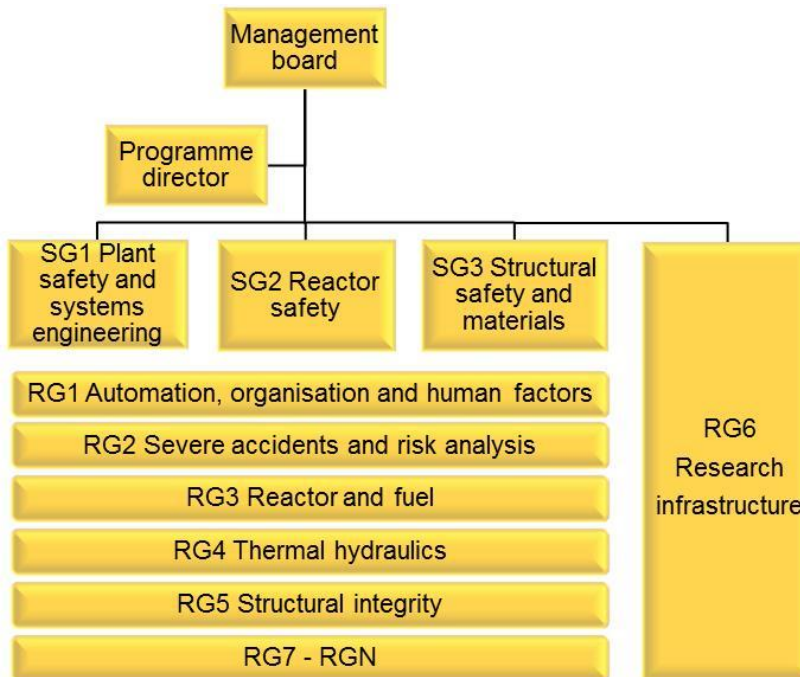 Management
board
Programme
director
SG1 Plant
safety and
systems
engineering
SG2 Reactor
safety
SG3 Structural
safety and
materials
RG1 Automation, organisation and human factors
RG2 Severe accidents and risk analysis
RG3 Reactor and fuel
RG4 Thermal hydraulics
RG5 Structural integrity
RG7 - RGN
RG6
Research
infrastructure